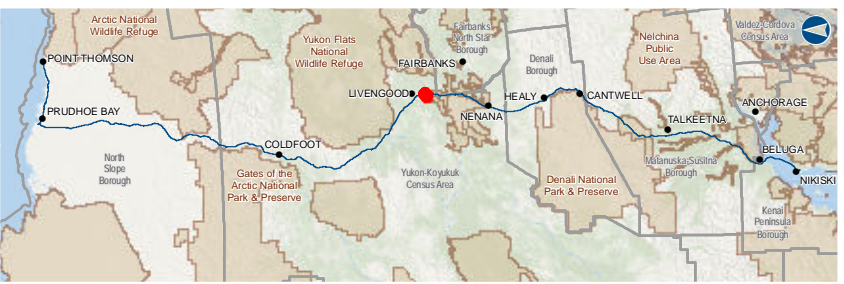 Arctic National
Wildlife Refuge
POINT THOMSON
PRUDHOE BAY
North
Slope
Borough
COLDFOOT
Gates of the
Arctic National
Park & Preserve
Yukon Flats
National
Wildlife Refuge
LIVENGOOD
Fairbanks
North Star
Borough
FAIRBANKS
NENANA
Yukon-Koyukuk
Census Area
Denali
Borough
HEALY
CANTWELL
Denali National
Park & Preserve
Nelchina
Public
Use Area
TALKEETNA
Matanuska-Susitna
Borough
Valdez-Cordova
Census Area
ANCHORAGE
BELUGA
NIKISKI
Kenai
Peninsula
Borough